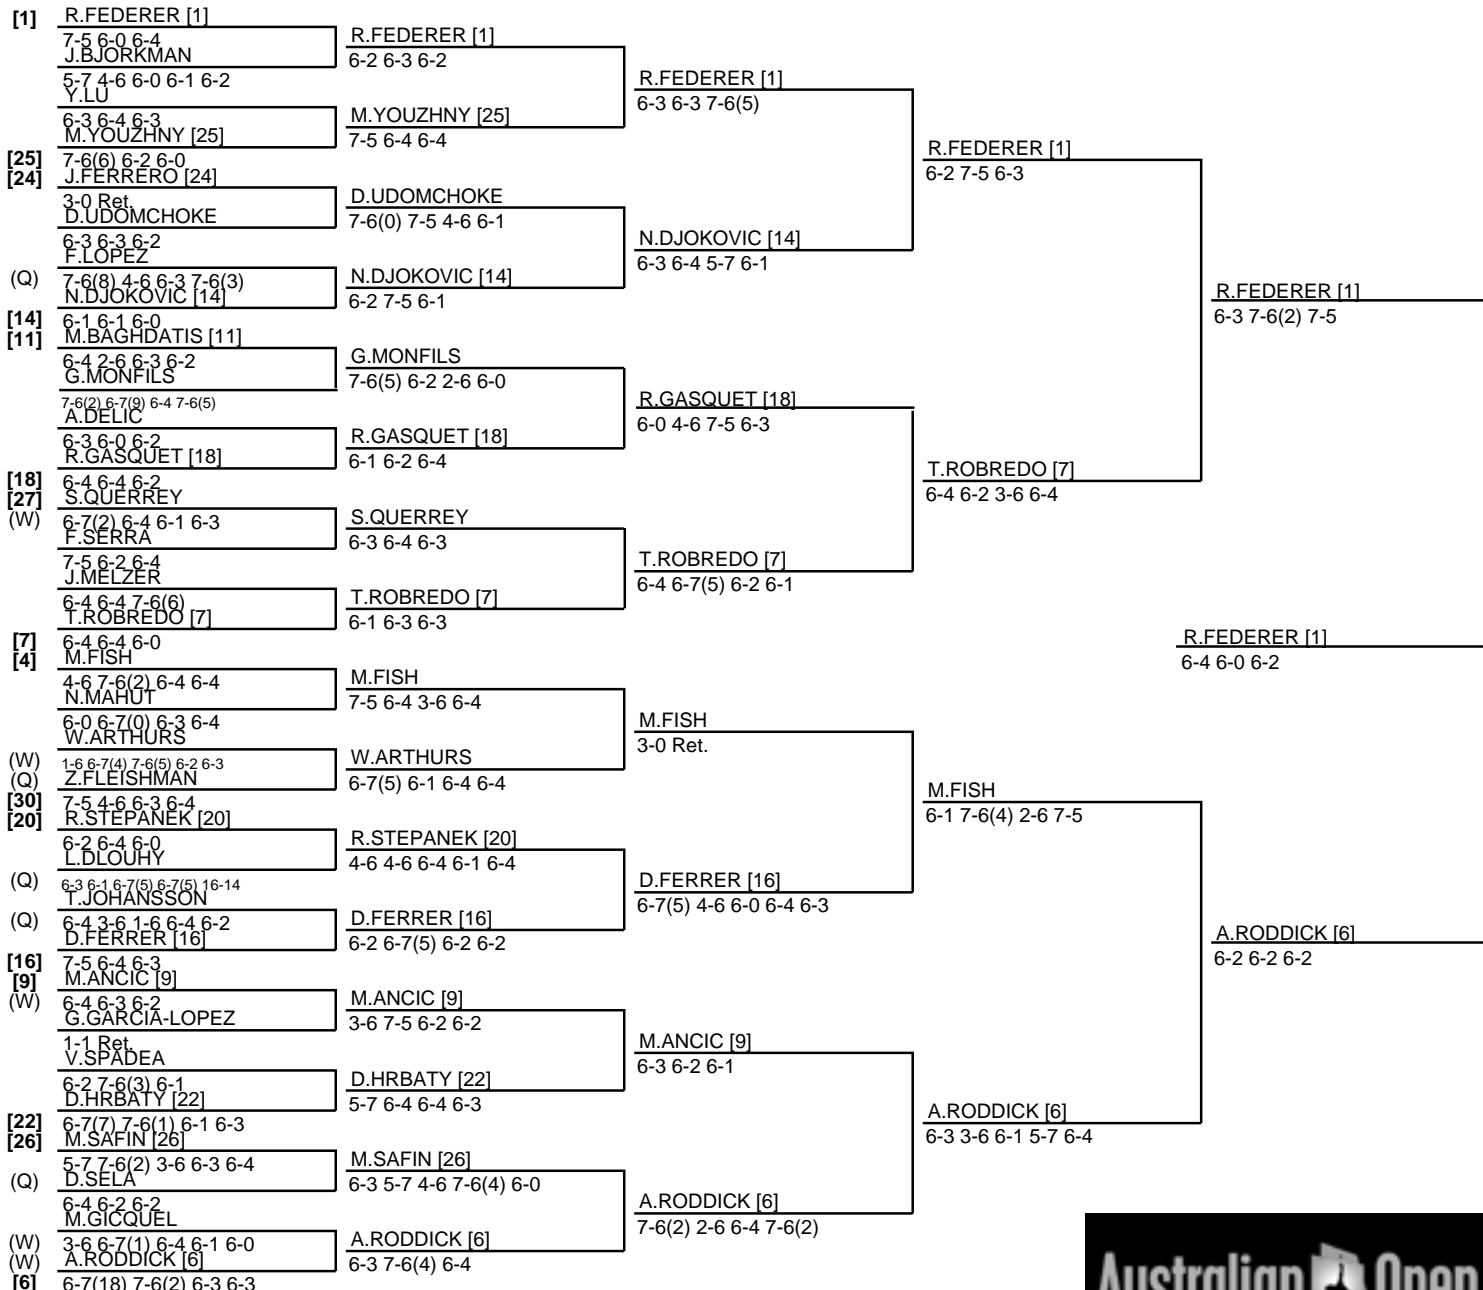 [1]
R.FEDERER [1]
7-5 6-0 6-4
J.BJORKMAN
5-7 4-6 6-0 6-1 6-2
Y.LU
6-3 6-4 6-3
M.YOUZHNY [25]
[25]
7-6(6) 6-2 6-0
[24]
J.FERRERO [24]
3-0 Ret.
D.UDOMCHOKE
6-3 6-3 6-2
F.LOPEZ
(Q)
7-6(8) 4-6 6-3 7-6(3)
N.DJOKOVIC [14]
[14]
6-1 6-1 6-0
[11]
M.BAGHDATIS [11]
6-4 2-6 6-3 6-2
G.MONFILS
7-6(2) 6-7(9) 6-4 7-6(5)
A.DELIC
6-3 6-0 6-2
R.GASQUET [18]
[18]
6-4 6-4 6-2
[27]
S.QUERREY
(W)
6-7(2) 6-4 6-1 6-3
F.SERRA
7-5 6-2 6-4
J.MELZER
6-4 6-4 7-6(6)
T.ROBREDO [7]
[7]
6-4 6-4 6-0
[4]
M.FISH
4-6 7-6(2) 6-4 6-4
N.MAHUT
6-0 6-7(0) 6-3 6-4
W.ARTHURS
(W)
1-6 6-7(4) 7-6(5) 6-2 6-3
(Q)
Z.FLEISHMAN
[30]
7-5 4-6 6-3 6-4
[20]
R.STEPANEK [20]
6-2 6-4 6-0
L.DLOUHY
(Q)
6-3 6-1 6-7(5) 6-7(5) 16-14
T.JOHANSSON
(Q)
6-4 3-6 1-6 6-4 6-2
D.FERRER [16]
[16]
7-5 6-4 6-3
[9]
M.ANCIC [9]
(W)
6-4 6-3 6-2
G.GARCIA-LOPEZ
1-1 Ret.
V.SPADEA
6-2 7-6(3) 6-1
D.HRBATY [22]
[22]
6-7(7) 7-6(1) 6-1 6-3
[26]
M.SAFIN [26]
5-7 7-6(2) 3-6 6-3 6-4
(Q)
D.SELA
6-4 6-2 6-2
M.GICQUEL
(W)
3-6 6-7(1) 6-4 6-1 6-0
(W)
A.RODDICK [6]
[6]
6-7(18) 7-6(2) 6-3 6-3
R.FEDERER [1]
6-2 6-3 6-2
M.YOUZHNY [25]
7-5 6-4 6-4
D.UDOMCHOKE
7-6(0) 7-5 4-6 6-1
N.DJOKOVIC [14]
6-2 7-5 6-1
G.MONFILS
7-6(5) 6-2 2-6 6-0
R.GASQUET [18]
6-1 6-2 6-4
S.QUERREY
6-3 6-4 6-3
T.ROBREDO [7]
6-1 6-3 6-3
M.FISH
7-5 6-4 3-6 6-4
W.ARTHURS
6-7(5) 6-1 6-4 6-4
R.STEPANEK [20]
4-6 4-6 6-4 6-1 6-4
D.FERRER [16]
6-2 6-7(5) 6-2 6-2
M.ANCIC [9]
3-6 7-5 6-2 6-2
D.HRBATY [22]
5-7 6-4 6-4 6-3
M.SAFIN [26]
6-3 5-7 4-6 7-6(4) 6-0
A.RODDICK [6]
6-3 7-6(4) 6-4
R.FEDERER [1]
6-3 6-3 7-6(5)
N.DJOKOVIC [14]
6-3 6-4 5-7 6-1
R.GASQUET [18]
6-0 4-6 7-5 6-3
T.ROBREDO [7]
6-4 6-7(5) 6-2 6-1
M.FISH
3-0 Ret.
D.FERRER [16]
6-7(5) 4-6 6-0 6-4 6-3
M.ANCIC [9]
6-3 6-2 6-1
A.RODDICK [6]
7-6(2) 2-6 6-4 7-6(2)
R.FEDERER [1]
6-2 7-5 6-3
T.ROBREDO [7]
6-4 6-2 3-6 6-4
M.FISH
6-1 7-6(4) 2-6 7-5
A.RODDICK [6]
6-3 3-6 6-1 5-7 6-4
R.FEDERER [1]
6-3 7-6(2) 7-5
A.RODDICK [6]
6-2 6-2 6-2
R.FEDERER [1]
6-4 6-0 6-2
Australian Open